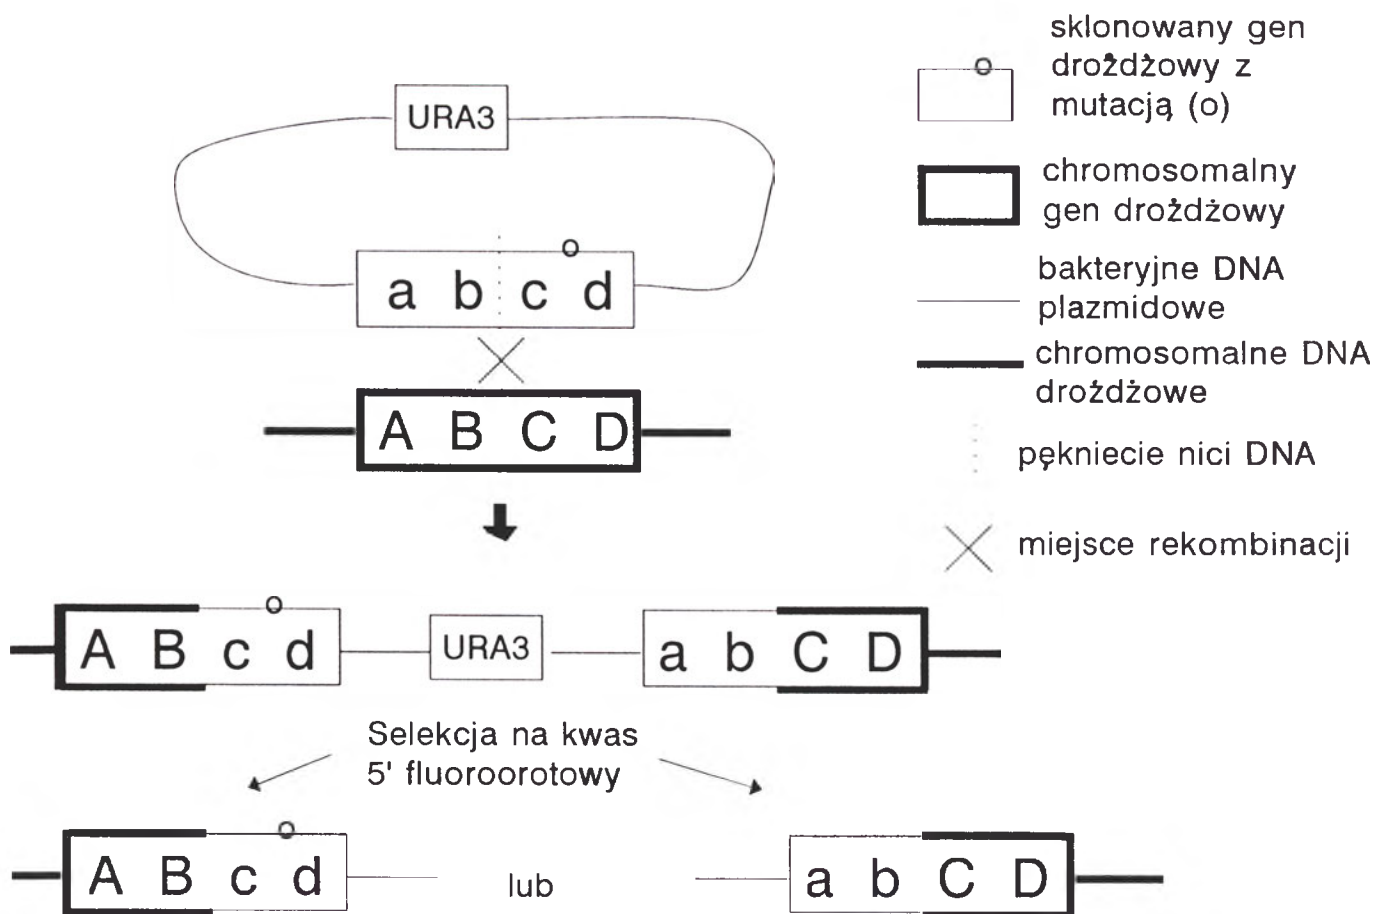 URA3
a b c d
A B C D
sklonowany gen
drożdżowy z
mutacją (o)
chromosomalny
gen drożdżowy
bakteryjne DNA
plazmidowe
chromosomalne DNA
drożdżowe
pękniecie nici DNA
miejsce rekombinacji
A B c d
URA3
a b C D
Selekcja na kwas
5' fluoroorotowy
A B c d
lub
a b C D